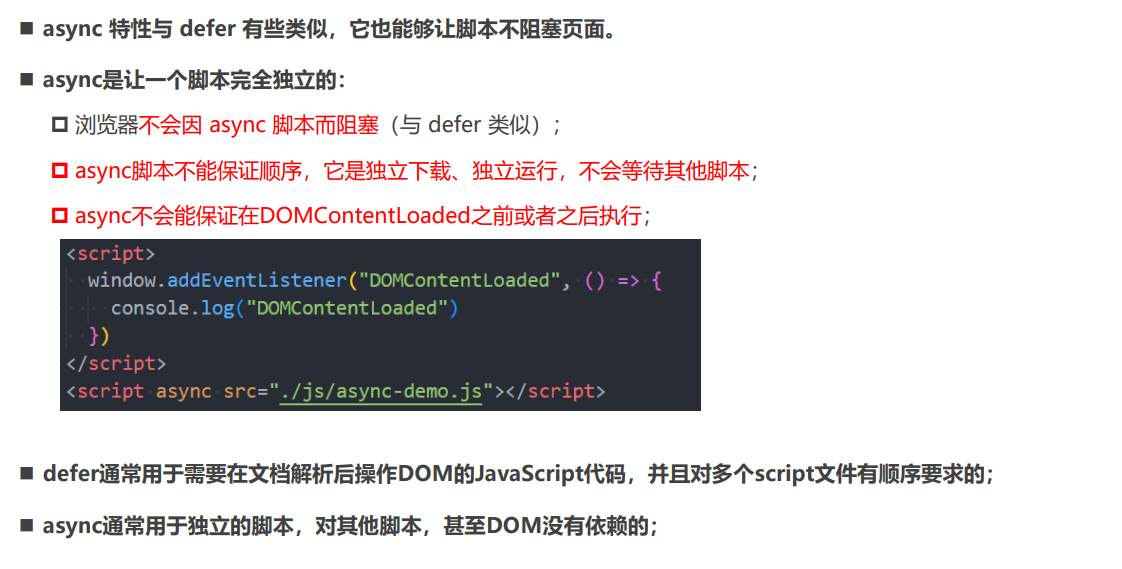 async 特性与 defer 有些类似，它也能够让脚本不阻塞页面。
async是让一个脚本完全独立的：
浏览器不会因 async 脚本而阻塞（与 defer 类似）；
async脚本不能保证顺序，它是独立下载、独立运行，不会等待其他脚本；
async不会能保证在DOMContentLoaded之前或者之后执行；
<script>
window.addEventListener("DOMContentLoaded", () => {
console.log("DOMContentLoaded")
})
</script>
<script async src="./js/async-demo.js"></script>
defer通常用于需要在文档解析后操作DOM的JavaScript代码，并且对多个script文件有顺序要求的；
async通常用于独立的脚本，对其他脚本，甚至DOM没有依赖的；